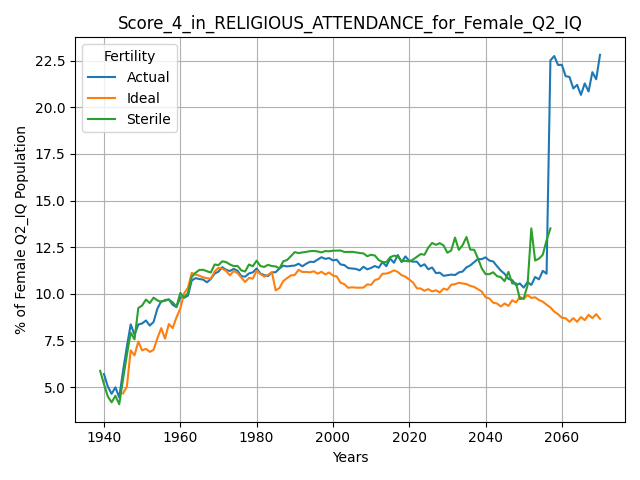 Score_4_in_RELIGIOUS_ATTENDANCE_for_Female_Q2_IQ
Fertility
Actual
Ideal
Sterile
% of Female Q2_IQ Population
22.5
20.0
17.5
15.0
12.5
10.0
7.5
5.0
1940 1960 1980 2000 2020 2040 2060
Years